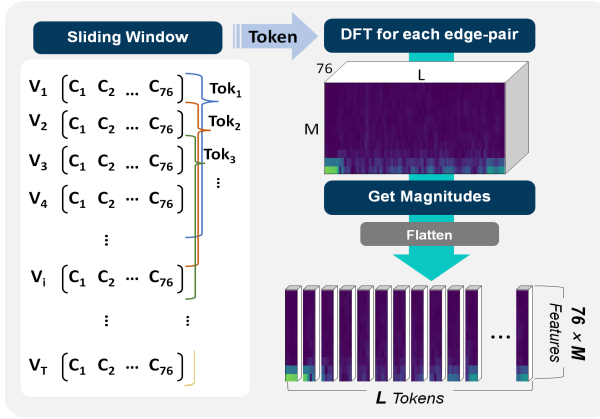 Sliding Window
Token
DFT for each edge-pair
V1 [C1 C2 ... C76]
Tok1
V2 [C1 C2 ... C76]
Tok2
V3 [C1 C2 ... C76]
Tok3
...
V4 [C1 C2 ... C76]
...
Vi [C1 C2 ... C76]
... ...
VT [C1 C2 ... C76]
76
L
M
Get Magnitudes
Flatten
...
76 × M
Features
L Tokens